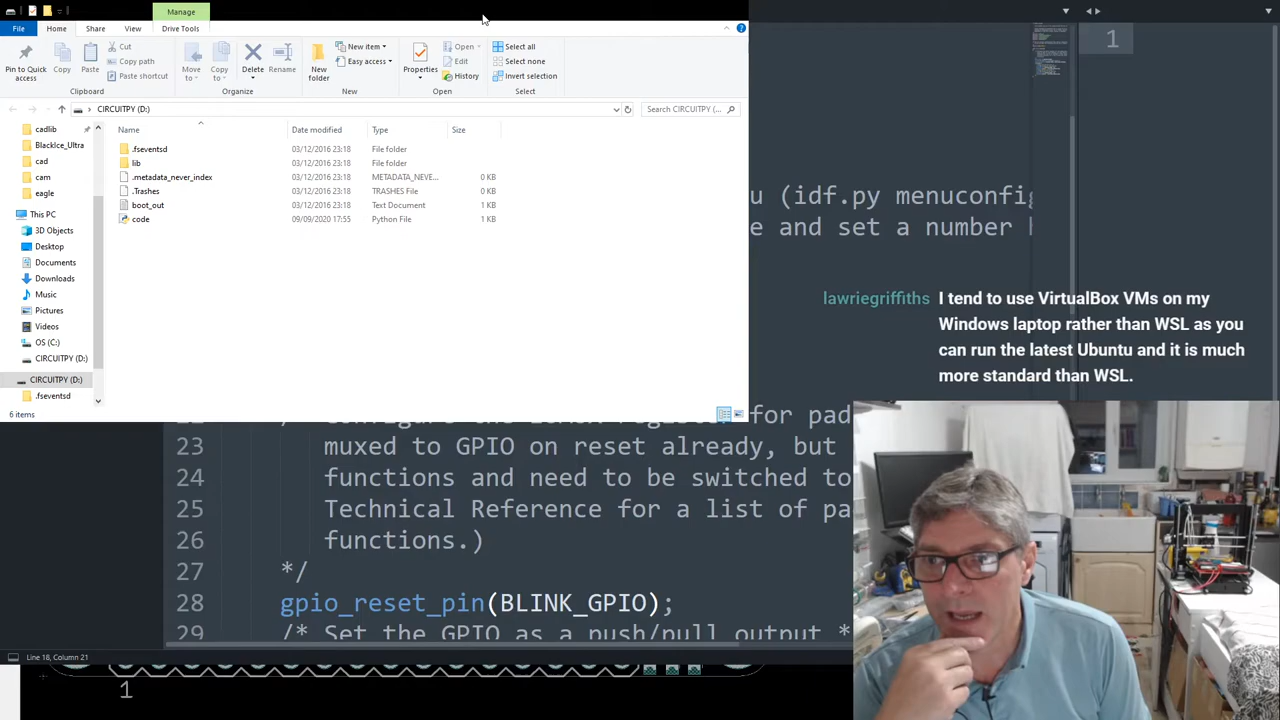 Manage
File
Home
Share
View
Drive Tools
Pin to Quick access
Copy
Paste
Cut
Copy path
Paste shortcut
Clipboard
Move to
Copy to
Delete
Rename
Organize
New folder
New item
Easy access
New
Properties
Open
Edit
History
Open
Select all
Select none
Invert selection
Select
CIRCUITPY (D:)
Search CIRCUITPY (...
cadlib
BlackIce_Ultra
cad
cam
eagle
This PC
3D Objects
Desktop
Documents
Downloads
Music
Pictures
Videos
OS (C:)
CIRCUITPY (D:)
CIRCUITPY (D:)
.fseventsd
Name Date modified Type Size
.fseventsd 03/12/2016 23:18 File folder
lib 03/12/2016 23:18 File folder
.metadata_never_index 03/12/2016 23:18 METADATA_NEVE... 0 KB
.Trashes 03/12/2016 23:18 TRASHES File 0 KB
boot_out 03/12/2016 23:18 Text Document 1 KB
code 09/09/2020 17:55 Python File 1 KB
6 items
1
u (idf.py menuconfig
e and set a number
lawriegriffiths I tend to use VirtualBox VMs on my
Windows laptop rather than WSL as you
can run the latest Ubuntu and it is much
more standard than WSL.
for pad
23 muxed to GPIO on reset already, but
24 functions and need to be switched to
25 Technical Reference for a list of pa
26 functions.)
27 */
28 gpio_reset_pin(BLINK_GPIO);
29 /* Set the GPIO as a push/pull output *
Line 18, Column 21
1